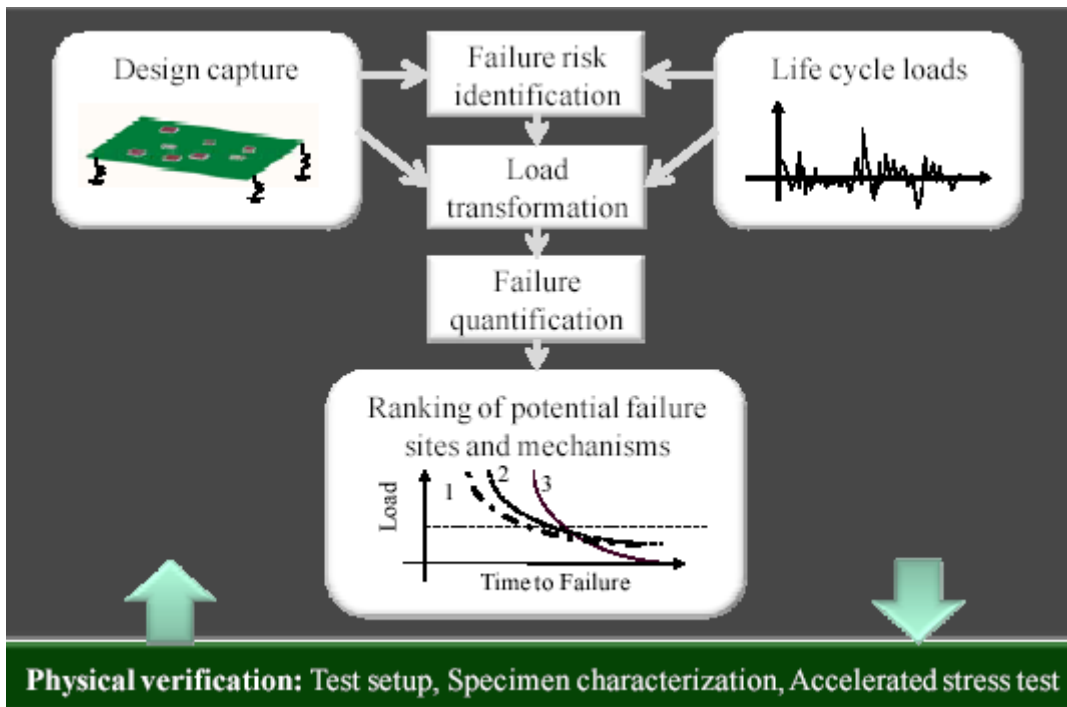 Design capture
Failure risk
identification
Life cycle loads
Load
transformation
Failure
quantification
Ranking of potential failure
sites and mechanisms
1
2
3
Load
Time to Failure
Physical verification: Test setup, Specimen characterization, Accelerated stress test